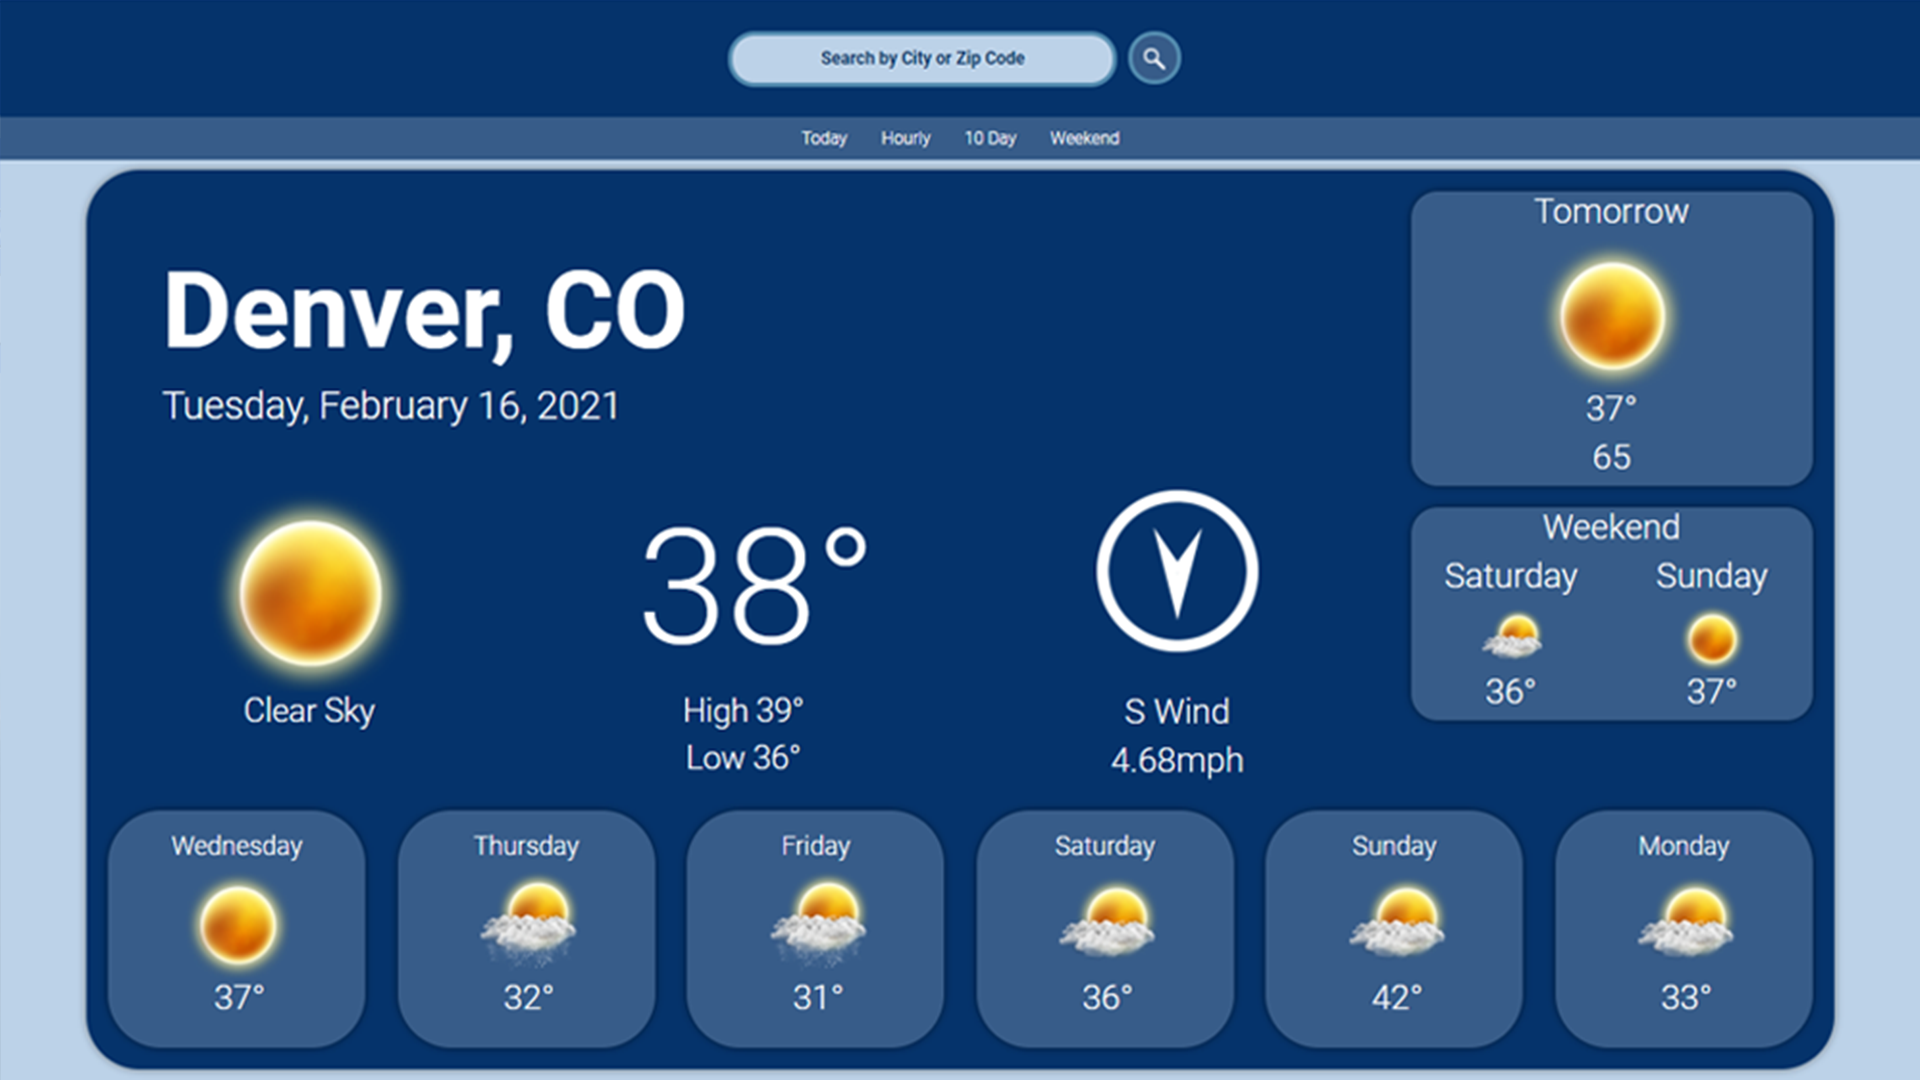 Search by City or Zip Code
Today Hourly 10 Day Weekend
Denver, CO
Tuesday, February 16, 2021
Clear Sky
38°
High 39°
Low 36°
S Wind
4.68mph
Tomorrow
37°
65
Weekend
Saturday Sunday
36° 37°
Wednesday Thursday Friday Saturday Sunday Monday
37° 32° 31° 36° 42° 33°